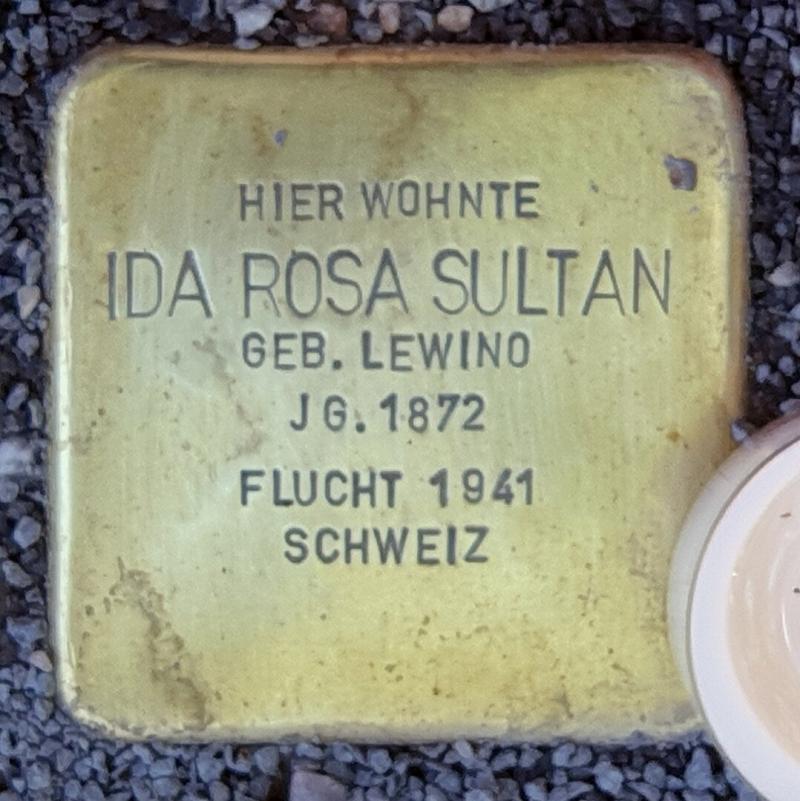 HIER WOHNTE
IDA ROSA SULTAN
GEB. LEWINO
JG. 1872
FLUCHT 1941
SCHWEIZ